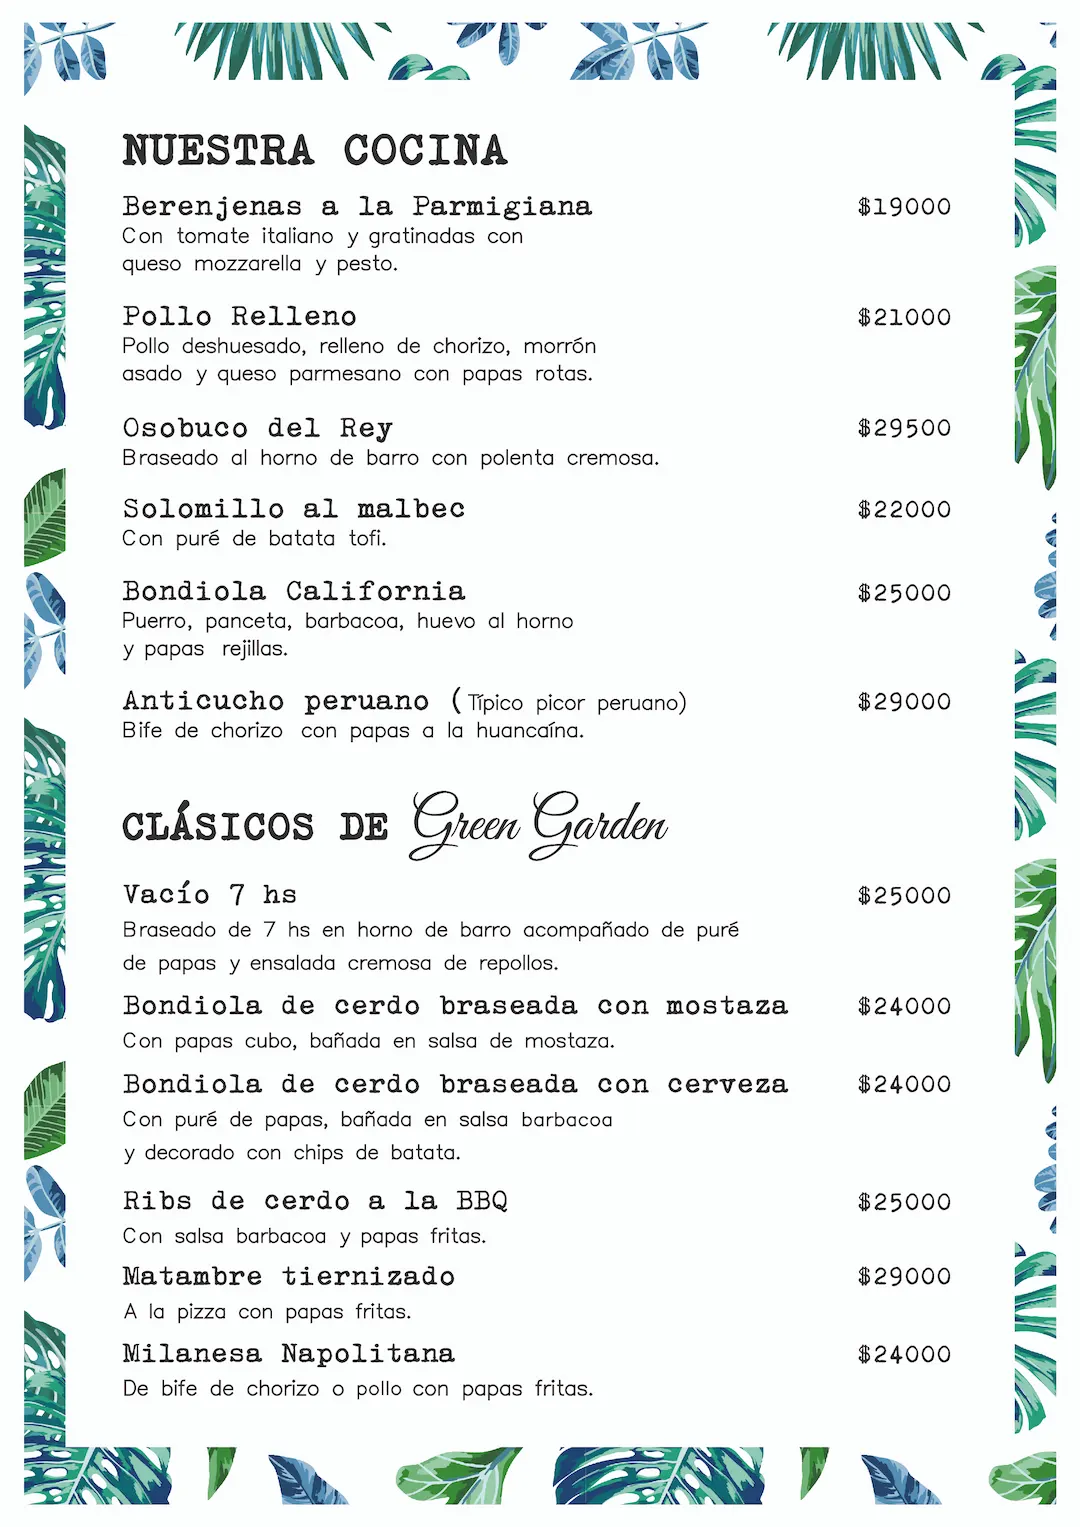 NUESTRA COCINA
Berenjenas a la Parmigiana $19000
Con tomate italiano y gratinadas con
queso mozzarella y pesto.
Pollo Relleno $21000
Pollo deshuesado, relleno de chorizo, morrón
asado y queso parmesano con papas rotas.
Osobuco del Rey $29500
Braseado al horno de barro con polenta cremosa.
Solomillo al malbec $22000
Con puré de batata tofi.
Bondiola California $25000
Puerro, panceta, barbacoa, huevo al horno
y papas rejillas.
Anticucho peruano (Típico picor peruano) $29000
Bife de chorizo con papas a la huancaína.
CLÁSICOS DE Green Garden
Vacío 7 hs $25000
Braseado de 7 hs en horno de barro acompañado de puré
de papas y ensalada cremosa de repollos.
Bondiola de cerdo braseada con mostaza $24000
Con papas cubo, bañada en salsa de mostaza.
Bondiola de cerdo braseada con cerveza $24000
Con puré de papas, bañada en salsa barbacoa
y decorado con chips de batata.
Ribs de cerdo a la BBQ $25000
Con salsa barbacoa y papas fritas.
Matambre tiernizado $29000
A la pizza con papas fritas.
Milanesa Napolitana $24000
De bife de chorizo o pollo con papas fritas.